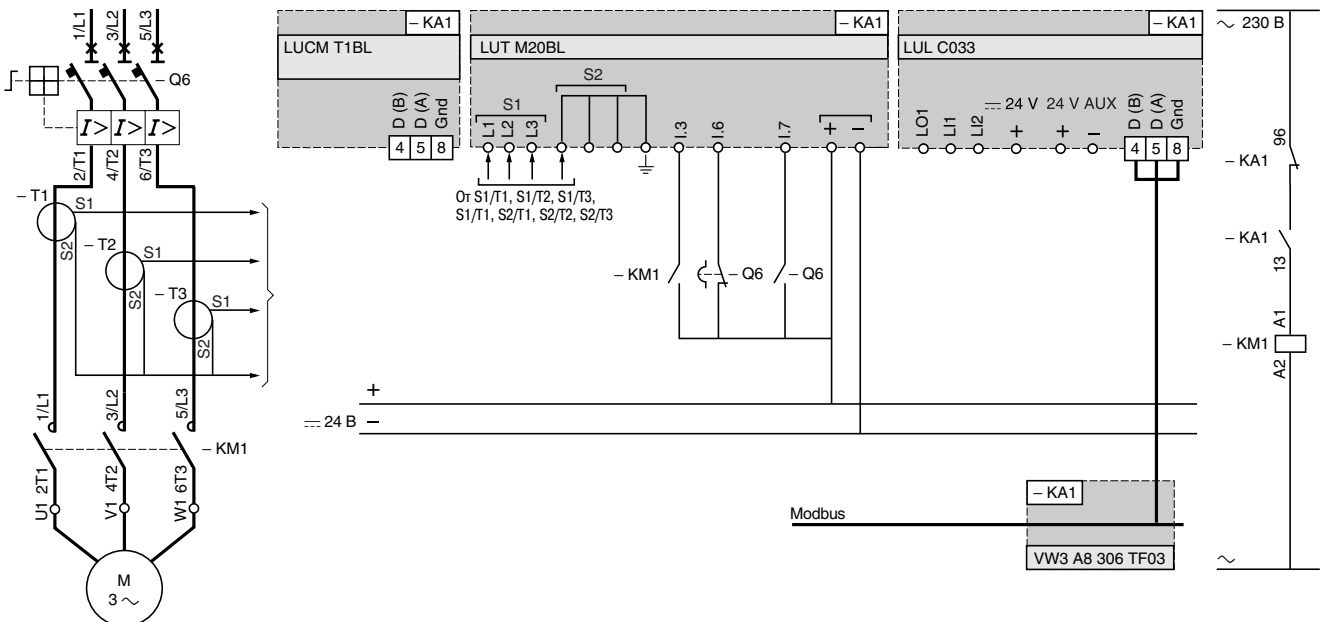 1/L1 3/L2 5/L3
– Q6
I> I> I>
2/T1 4/T2 6/T3
– T1 S1
S2
– T2 S1
S2
– T3 S1
S2
1/L1 3/L2 5/L3
– KM1
2T1 4T2 6T3
U1 V1 W1
M
3 ~
– KA1
LUCM T1BL
D (B) D (A) Gnd
4 5 8
– KA1
LUT M20BL
S2
S1
L1 L2 L3 I.3 I.6 I.7 + –
От S1/T1, S1/T2, S1/T3,
S1/T1, S2/T1, S2/T2, S2/T3
– KM1 – Q6 – Q6
+
24 В –
– KA1
LUL C033
24 V 24 V AUX
LO1 LI1 LI2 + + – D (B) D (A) Gnd
4 5 8
– KA1
Modbus
VW3 A8 306 TF03
~ 230 В
96
– KA1
– KA1
13
A1
– KM1
A2
~